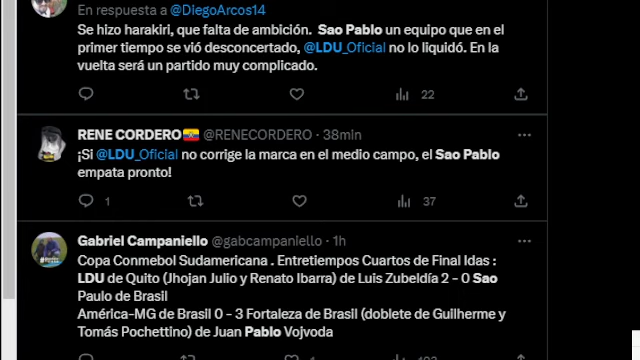 En respuesta a @DiegoArcos14
Se hizo harakiri, que falta de ambición. Sao Pablo un equipo que en el
primer tiempo se vió desconcertado, @LDU_Oficial no lo liquidó. En la
vuelta será un partido muy complicado.
22
RENE CORDERO🇪🇨 @RENECORDERO · 38min
¡Si @LDU_Oficial no corrige la marca en el medio campo, el Sao Pablo
empata pronto!
1 37
Gabriel Campaniello @gabcampaniello · 1h
Copa Conmebol Sudamericana . Entretiempos Cuartos de Final Idas :
LDU de Quito (Jhojan Julio y Renato Ibarra) de Luis Zubeldía 2 - 0 Sao
Paulo de Brasil
América-MG de Brasil 0 - 3 Fortaleza de Brasil (doblete de Guilherme y
Tomás Pochettino) de Juan Pablo Vojvoda